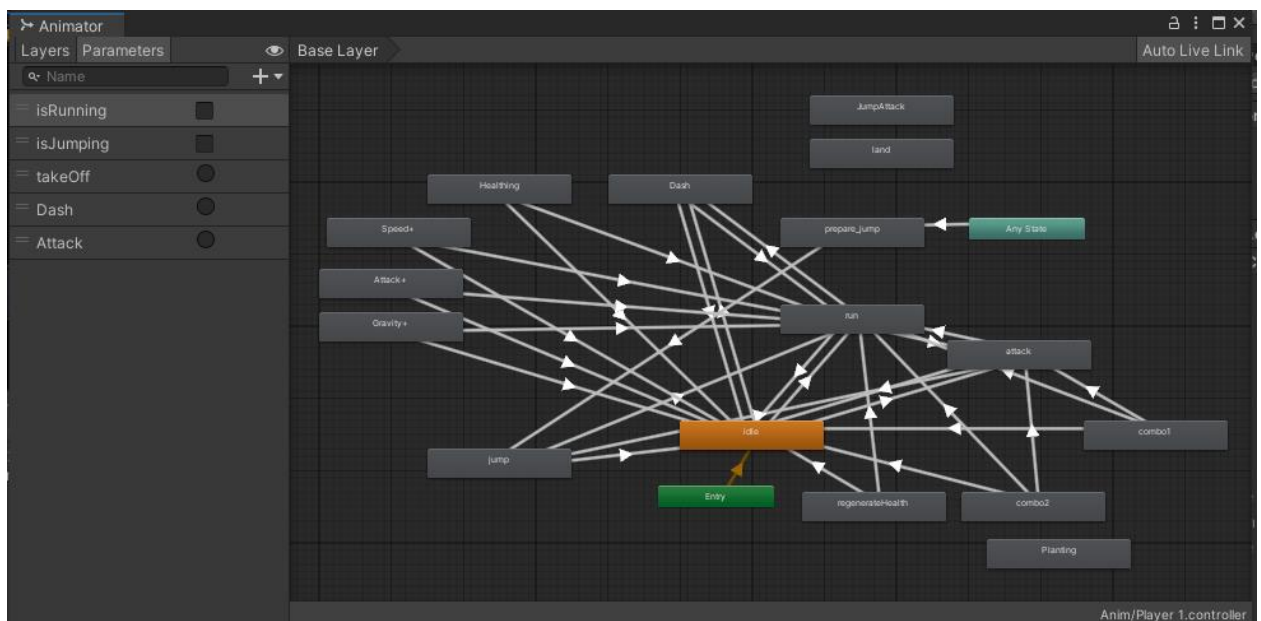 Animator
Layers Parameters
Base Layer
Auto Live Link
Name
isRunning
isJumping
takeOff
Dash
Attack
JumpAttack
land
Healthing
Dash
Speed+
prepare_jump
Any State
Attack+
Gravity+
run
attack
idle
combo1
jump
Entry
regenerateHealth
combo2
Planting
Anim/Player 1.controller